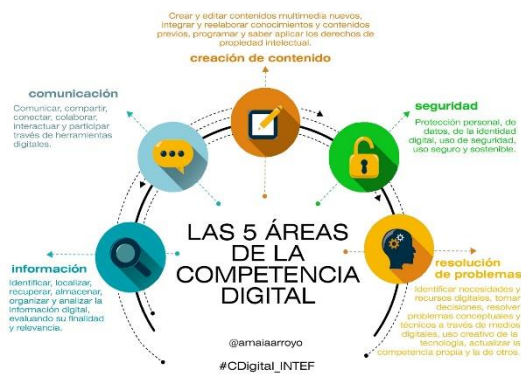 Crear y editar contenidos multimedia nuevos,
integrar y reelaborar conocimientos y contenidos
previos, programar y saber aplicar los derechos de
propiedad intelectual.
creación de contenido
comunicación
Comunicar, compartir,
conectar, colaborar,
interactuar y participar
través de herramientas
digitales.
seguridad
Protección personal, de
datos, de la identidad
digital, uso de seguridad,
uso seguro y sostenible.
información
Identificar, localizar,
recuperar, almacenar,
organizar y analizar la
información digital,
evaluando su finalidad
y relevancia.
LAS 5 ÁREAS
DE LA
COMPETENCIA
DIGITAL
@amaiaarroyo
#CDigital_INTEF
resolución
de problemas
Identificar necesidades y
recursos digitales, tomar
decisiones, resolver
problemas conceptuales y
técnicos a través de medios
digitales, uso creativo de la
tecnología, actualizar la
competencia propia y la de otros.